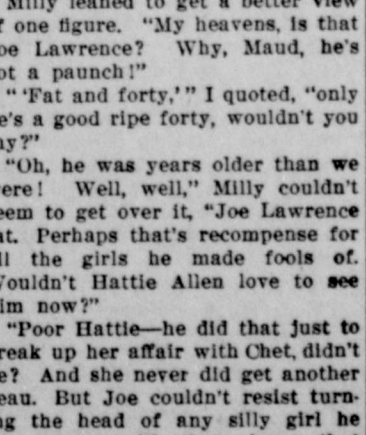 Milly leaned to get a better view
f one figure. "My heavens, is that
oe Lawrence? Why, Maud, he's
ot a paunch!"
"'Fat and forty,'" I quoted, "only
e's a good ripe forty, wouldn't you
ay?"
"Oh, he was years older than we
ere! Well, well," Milly couldn't
eem to get over it, "Joe Lawrence
at. Perhaps that's recompense for
ll the girls he made fools of.
Wouldn't Hattie Allen love to see
im now?"
"Poor Hattie—he did that just to
reak up her affair with Chet, didn't
e? And she never did get another
eau. But Joe couldn't resist turn-
ng the head of any silly girl he